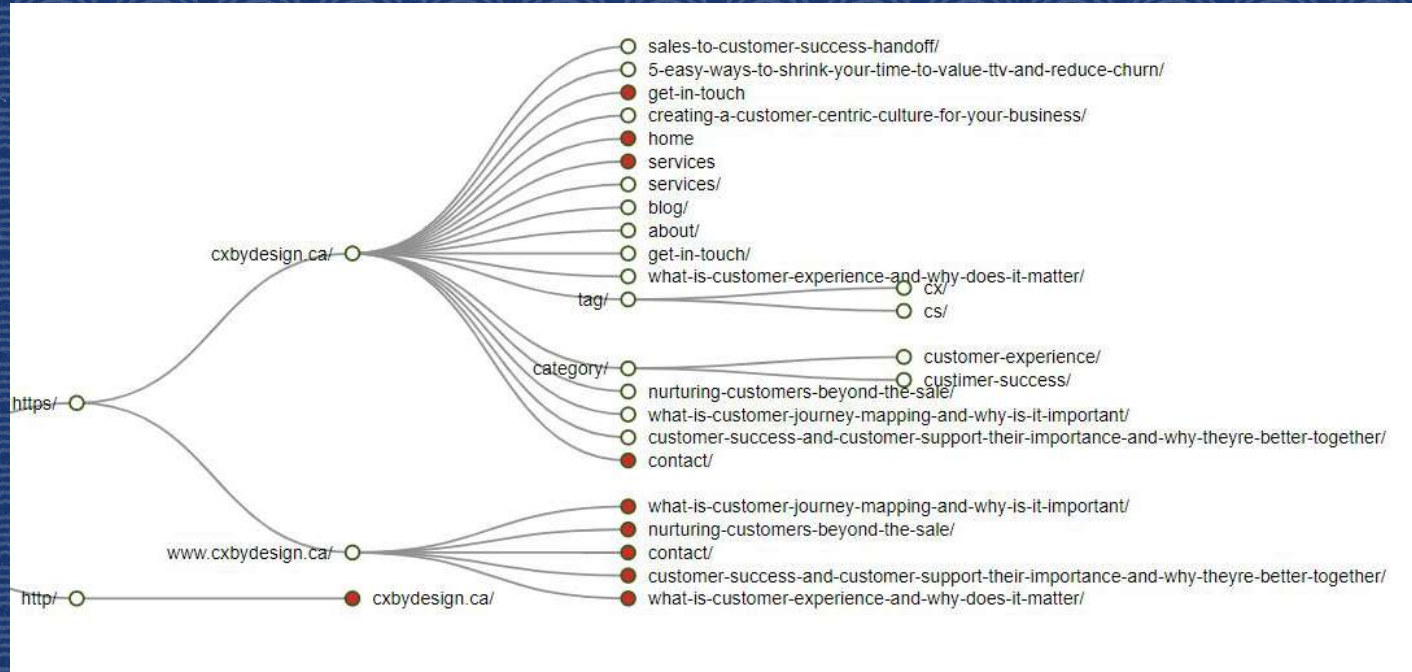 sales-to-customer-success-handoff/
5-easy-ways-to-shrink-your-time-to-value-ttv-and-reduce-churn/
get-in-touch
creating-a-customer-centric-culture-for-your-business/
home
services
services/
blog/
about/
cxbydesign.ca/
get-in-touch/
what-is-customer-experience-and-why-does-it-matter/
cx/
tag/
cs/
customer-experience/
category/
custimer-success/
nurturing-customers-beyond-the-sale/
https/
what-is-customer-journey-mapping-and-why-is-it-important/
customer-success-and-customer-support-their-importance-and-why-theyre-better-together/
contact/
what-is-customer-journey-mapping-and-why-is-it-important/
nurturing-customers-beyond-the-sale/
www.cxbydesign.ca/
contact/
customer-success-and-customer-support-their-importance-and-why-theyre-better-together/
http/
cxbydesign.ca/
what-is-customer-experience-and-why-does-it-matter/